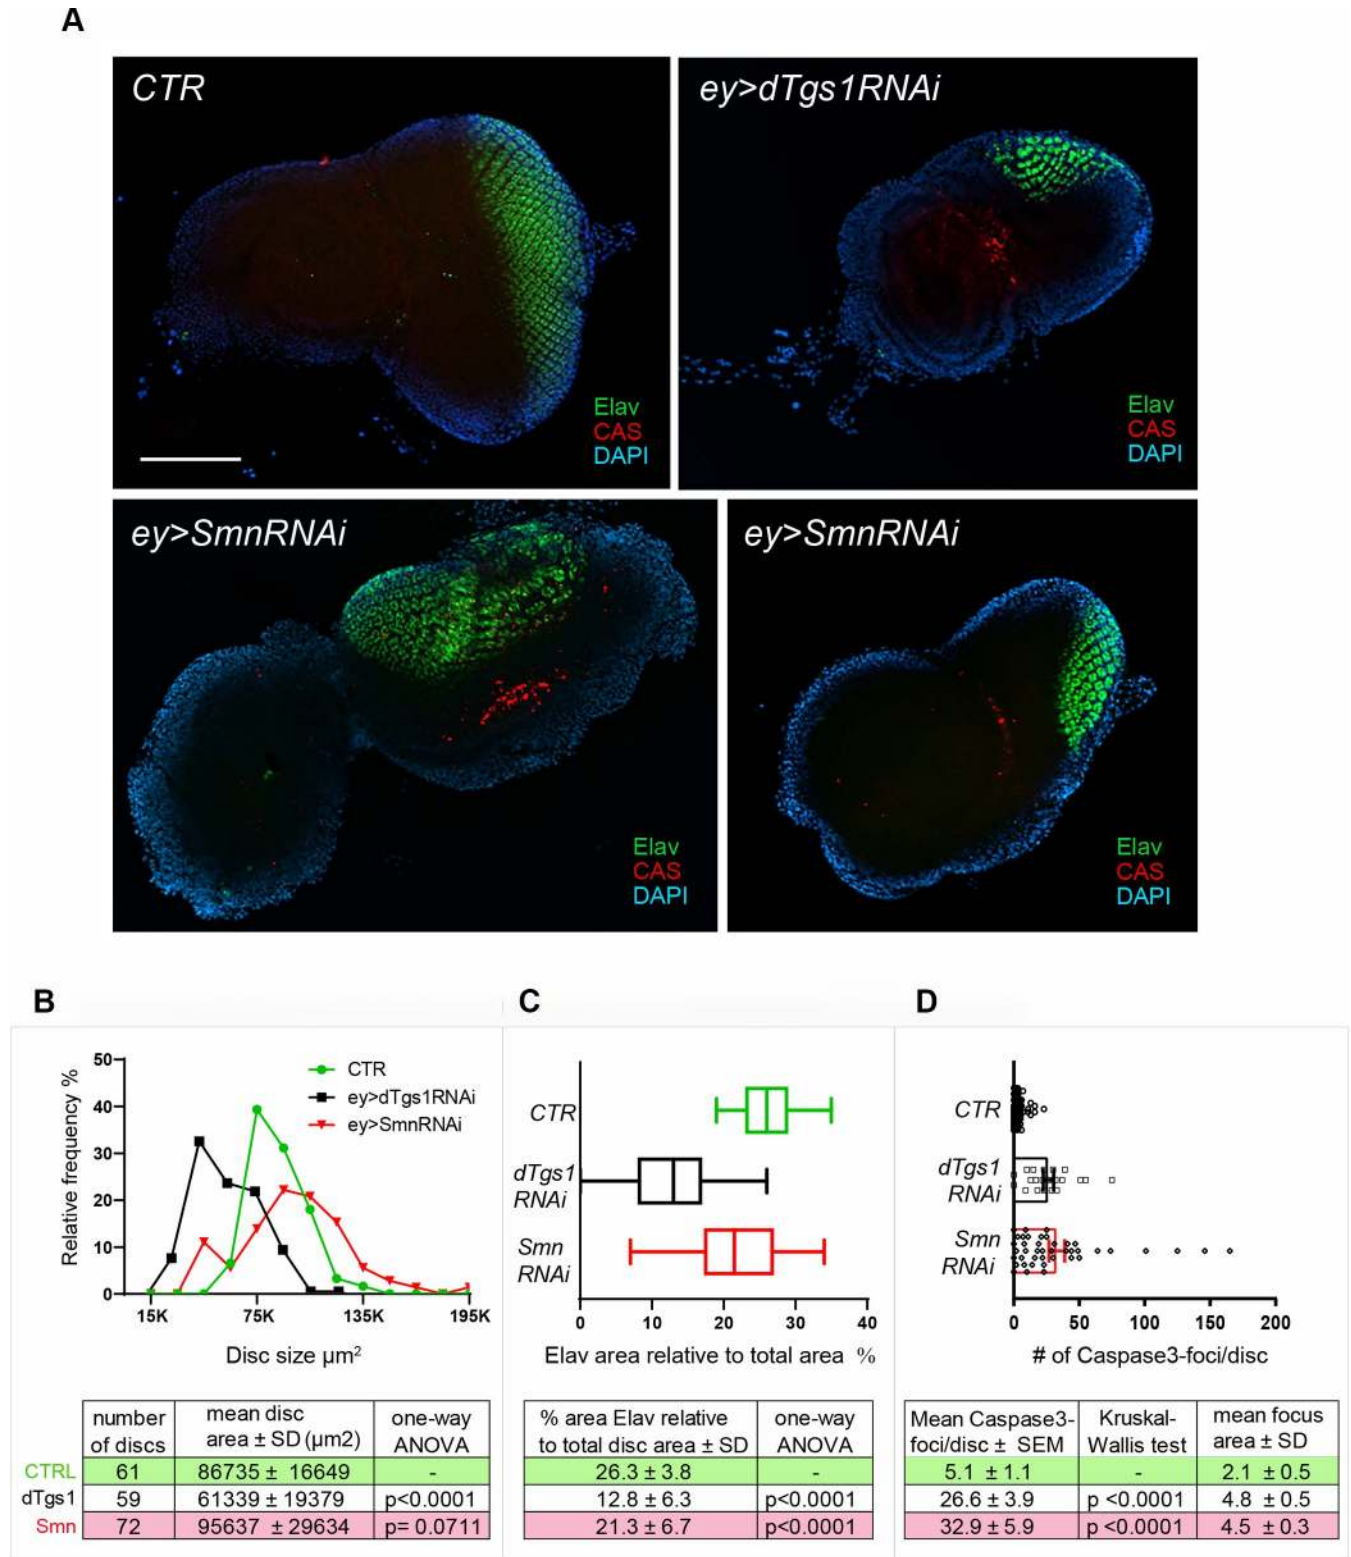 A
CTR
ey>dTgs1RNAi
Elav
CAS
DAPI
Elav
CAS
DAPI
ey>SmnRNAi
ey>SmnRNAi
Elav
CAS
DAPI
Elav
CAS
DAPI
B
C
D
Relative frequency %
50
40
30
20
10
0
15K
75K
135K
195K
Disc size µm²
CTR
ey>dTgs1RNAi
ey>SmnRNAi
CTR
dTgs1
RNAi
Smn
RNAi
0
10
20
30
40
Elav area relative to total area %
CTR
dTgs1
RNAi
Smn
RNAi
0
50
100
150
200
# of Caspase3-foci/disc
number of discs
mean disc area ± SD (µm2)
one-way ANOVA
CTRL 61 86735 ± 16649 -
dTgs1 59 61339 ± 19379 p<0.0001
Smn 72 95637 ± 29634 p= 0.0711
% area Elav relative to total disc area ± SD
one-way ANOVA
26.3 ± 3.8 -
12.8 ± 6.3 p<0.0001
21.3 ± 6.7 p<0.0001
Mean Caspase3-foci/disc ± SEM
Kruskal-Wallis test
mean focus area ± SD
5.1 ± 1.1 - 2.1 ± 0.5
26.6 ± 3.9 p <0.0001 4.8 ± 0.5
32.9 ± 5.9 p <0.0001 4.5 ± 0.3